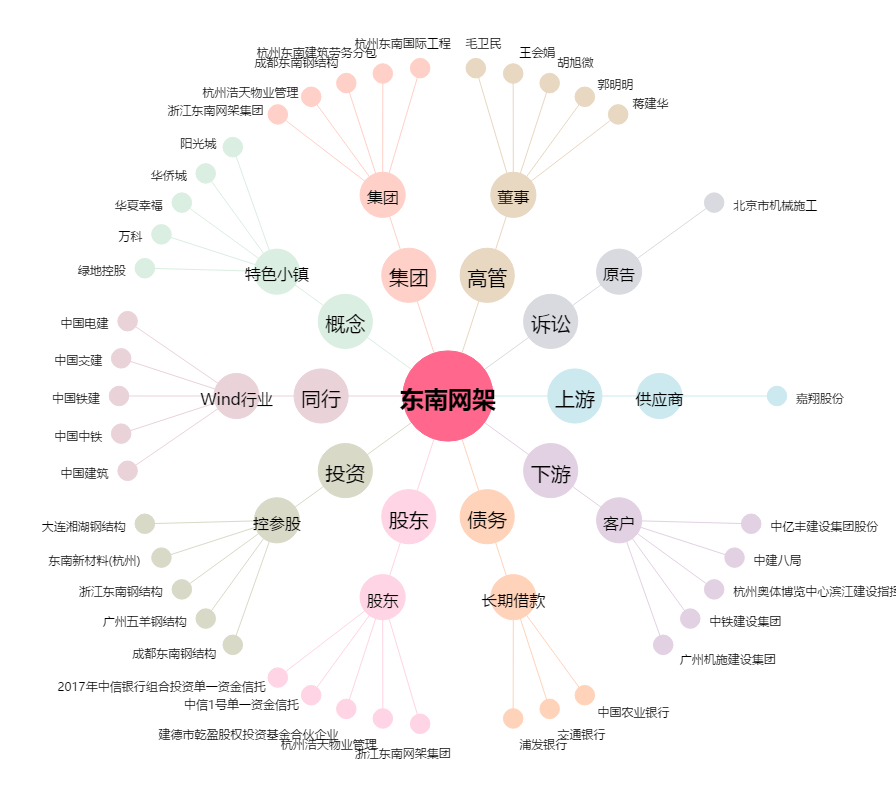 杭州东南国际工程
毛卫民
杭州东南建筑劳务分包
王会娟
成都东南钢结构
胡旭微
杭州浩天物业管理
郭明明
浙江东南网架集团
蒋建华
阳光城
华侨城
集团
董事
华夏幸福
北京市机械施工
万科
绿地控股
特色小镇
集团
高管
原告
中国电建
概念
诉讼
中国交建
中国铁建
Wind行业
同行
东南网架
上游
供应商
嘉翔股份
中国中铁
中国建筑
投资
下游
大连湘湖钢结构
控参股
股东
债务
客户
中亿丰建设集团股份
东南新材料(杭州)
中建八局
浙江东南钢结构
股东
长期借款
杭州奥体博览中心滨江建设指
广州五羊钢结构
中铁建设集团
成都东南钢结构
广州机施建设集团
2017年中信银行组合投资单一资金信托
中信1号单一资金信托
中国农业银行
建德市乾盈股权投资基金合伙企业
交通银行
杭州浩天物业管理
浦发银行
浙江东南网架集团